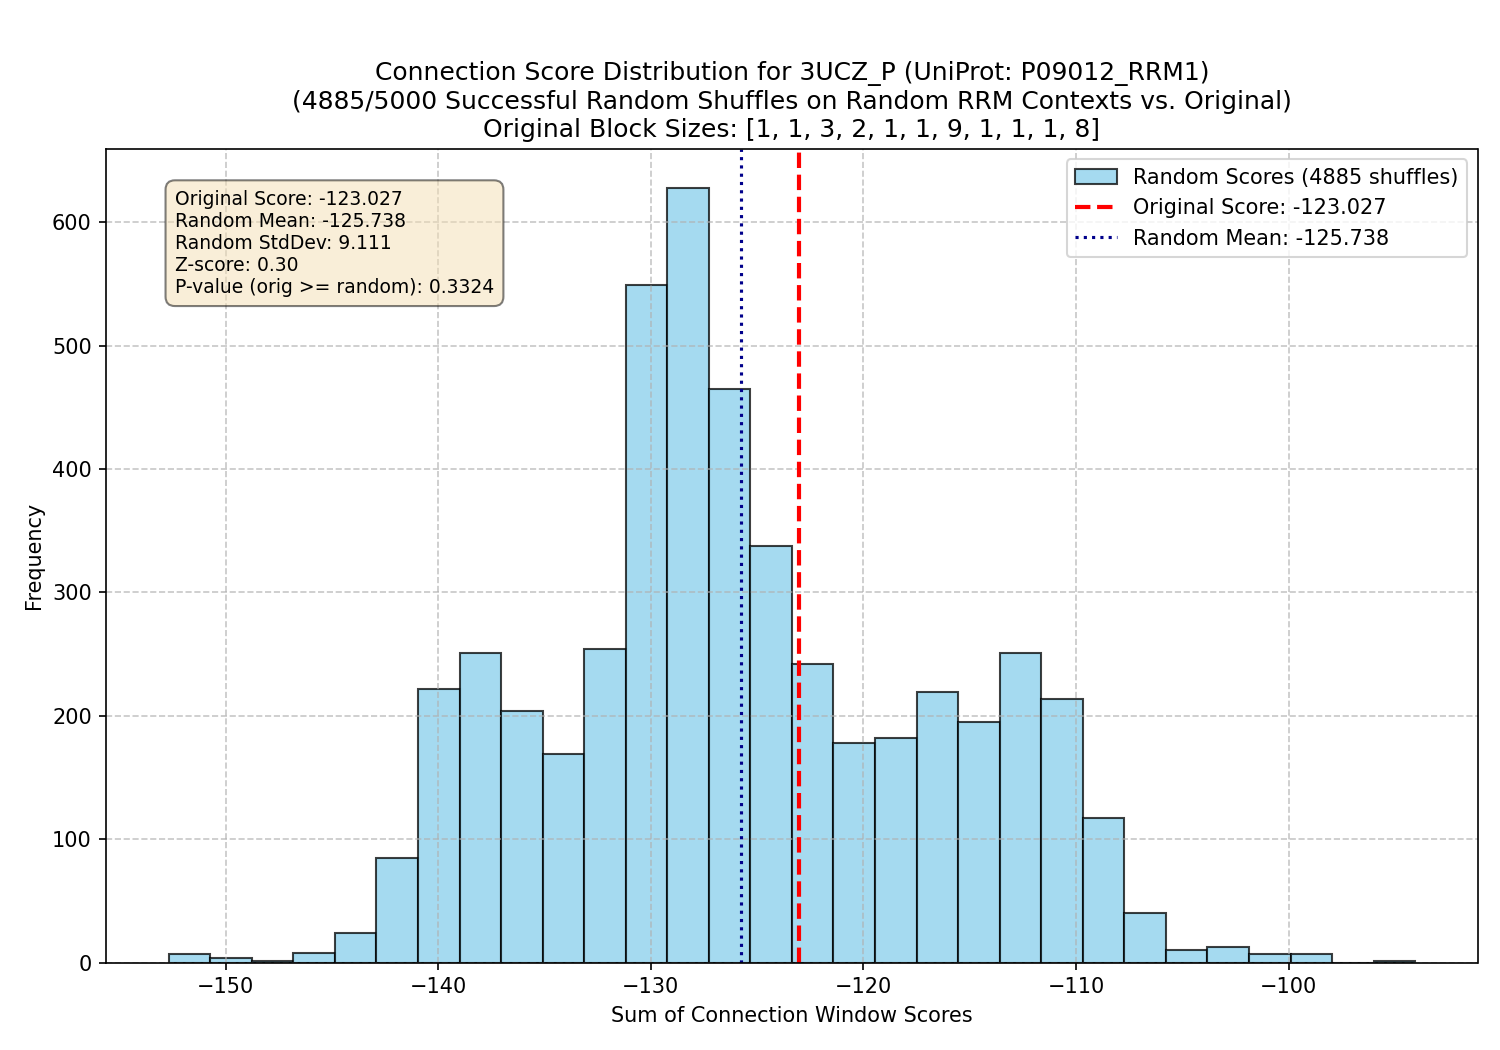 Connection Score Distribution for 3UCZ_P (UniProt: P09012_RRM1)
(4885/5000 Successful Random Shuffles on Random RRM Contexts vs. Original)
Original Block Sizes: [1, 1, 3, 2, 1, 1, 9, 1, 1, 1, 8]
Original Score: -123.027
Random Mean: -125.738
Random StdDev: 9.111
Z-score: 0.30
P-value (orig >= random): 0.3324
Random Scores (4885 shuffles)
Original Score: -123.027
Random Mean: -125.738
Frequency
600
500
400
300
200
100
0
−150
−140
−130
−120
−110
−100
Sum of Connection Window Scores